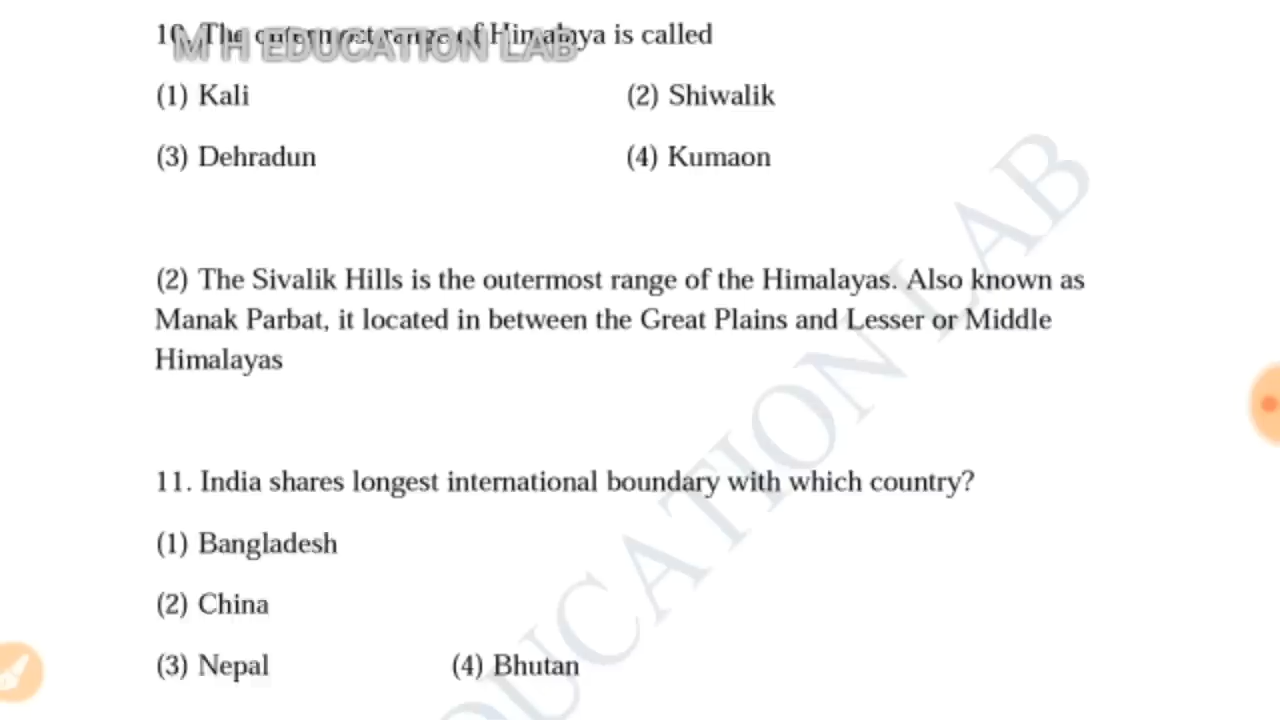 10. The outermost range of Himalaya is called
M H EDUCATION LAB
(1) Kali (2) Shiwalik
(3) Dehradun (4) Kumaon
(2) The Sivalik Hills is the outermost range of the Himalayas. Also known as
Manak Parbat, it located in between the Great Plains and Lesser or Middle
Himalayas
11. India shares longest international boundary with which country?
(1) Bangladesh
(2) China
(3) Nepal (4) Bhutan
EDUCATION LAB